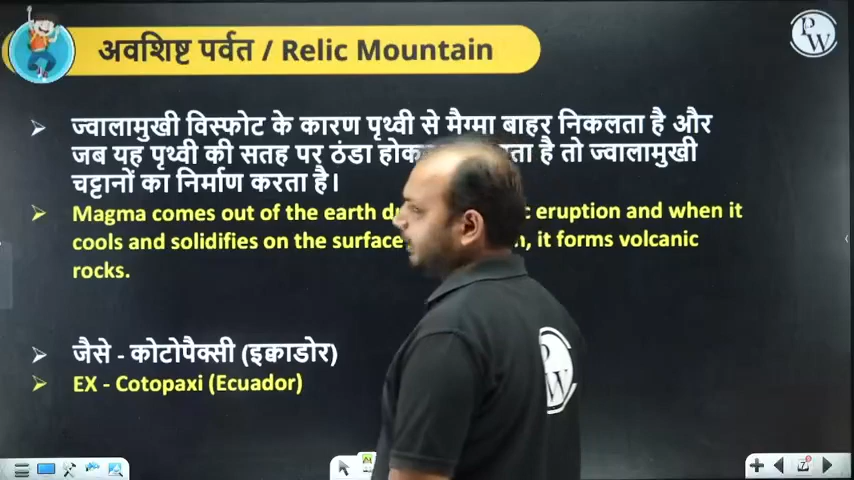 अवशिष्ट पर्वत / Relic Mountain
PW
ज्वालामुखी विस्फोट के कारण पृथ्वी से मैग्मा बाहर निकलता है और
जब यह पृथ्वी की सतह पर ठंडा है तो ज्वालामुखी
चट्टानों का निर्माण करता है।
Magma comes out of the earth eruption and when it
cools and solidifies on the surface it forms volcanic
rocks.
जैसे - कोटोपैक्सी (इक्वाडोर)
EX - Cotopaxi (Ecuador)
PW